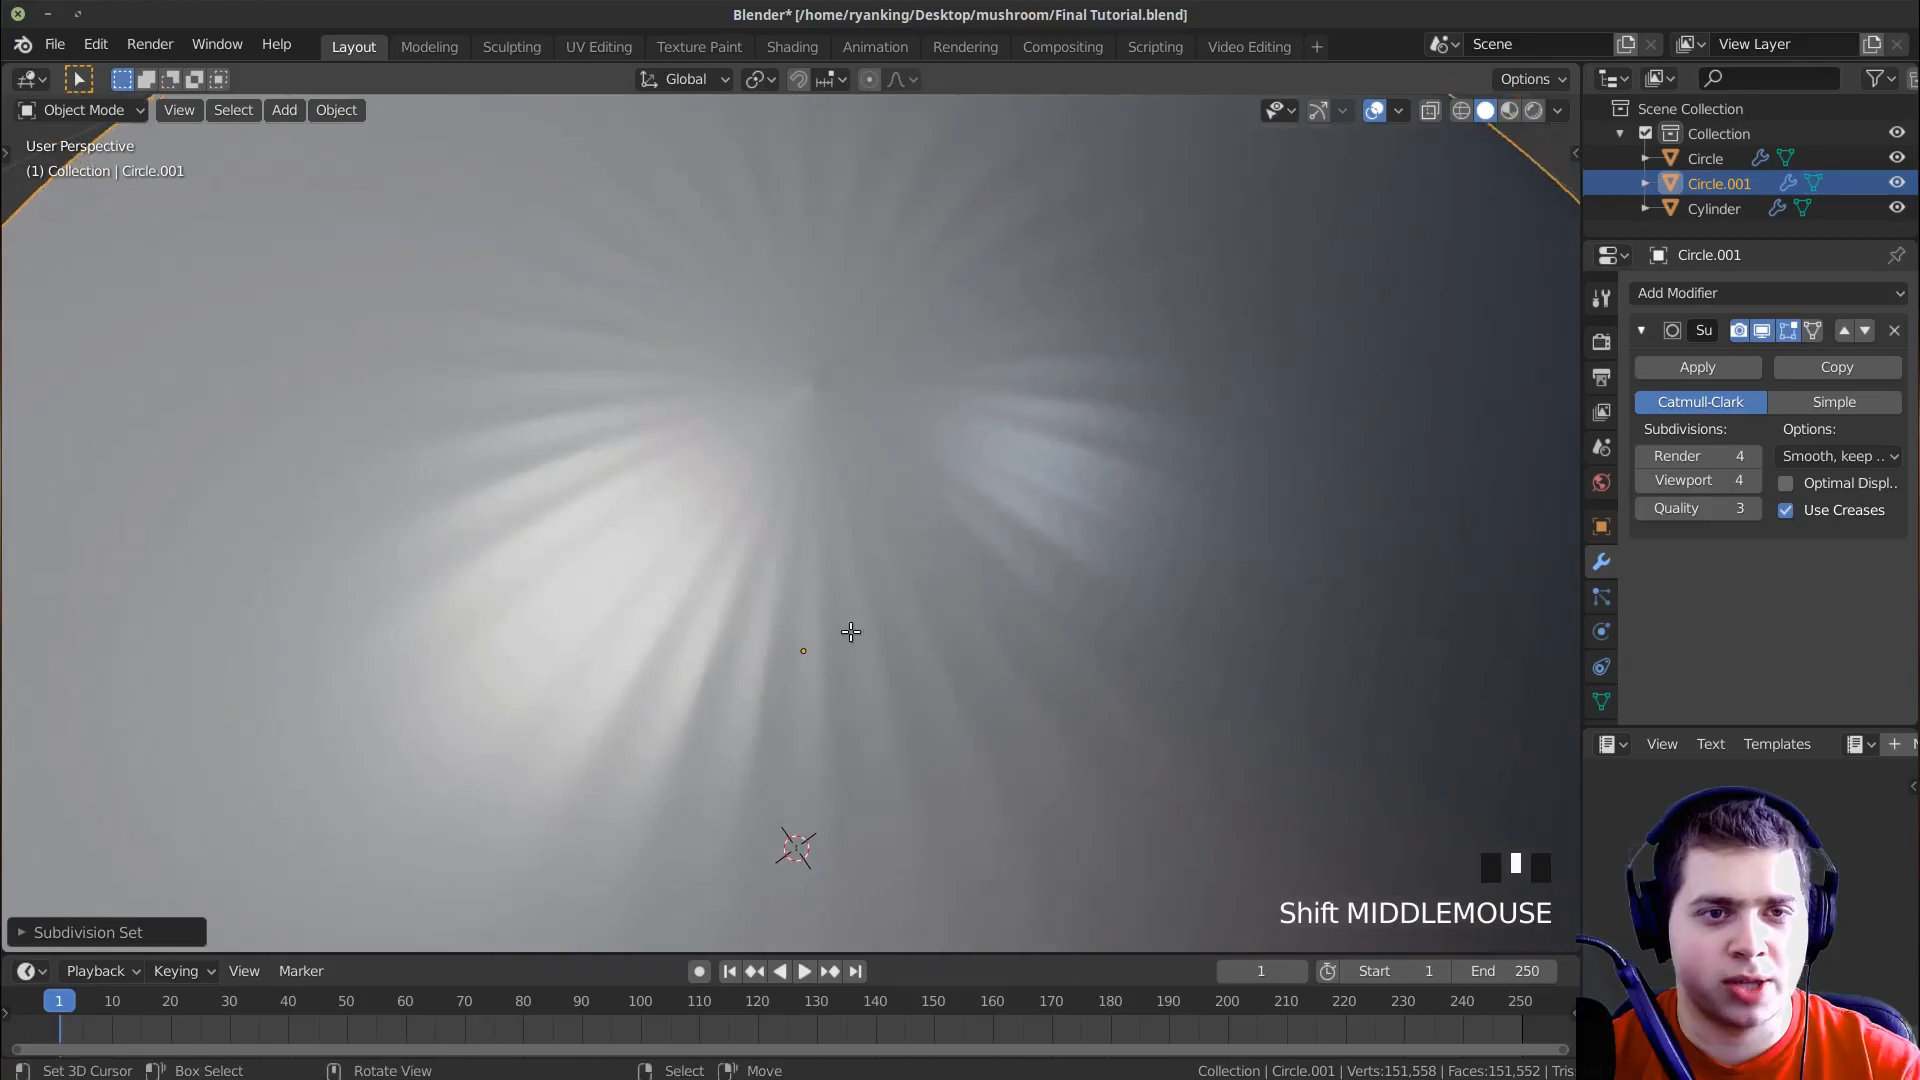 Blender* [/home/ryanking/Desktop/mushroom/Final Tutorial.blend]
File Edit Render Window Help Layout Modeling Sculpting UV Editing Texture Paint Shading Animation Rendering Compositing Scripting Video Editing + Scene View Layer
Global Options
Object Mode View Select Add Object
User Perspective
(1) Collection | Circle.001
Scene Collection
Collection
Circle
Circle.001
Cylinder
Circle.001
Add Modifier
Su
Apply Copy
Catmull-Clark Simple
Subdivisions: Options:
Render 4 Smooth, keep ..
Viewport 4 Optimal Displ..
Quality 3 Use Creases
View Text Templates
Shift MIDDLEMOUSE
Subdivision Set
Playback Keying View Marker 1 Start 1 End 250
1 10 20 30 40 50 60 70 80 90 100 110 120 130 140 150 160 170 180 190 200 210 220 230 240 250
Set 3D Cursor Box Select Rotate View Select Move Collection | Circle.001 | Verts:151,558 | Faces:151,552 | Tris: